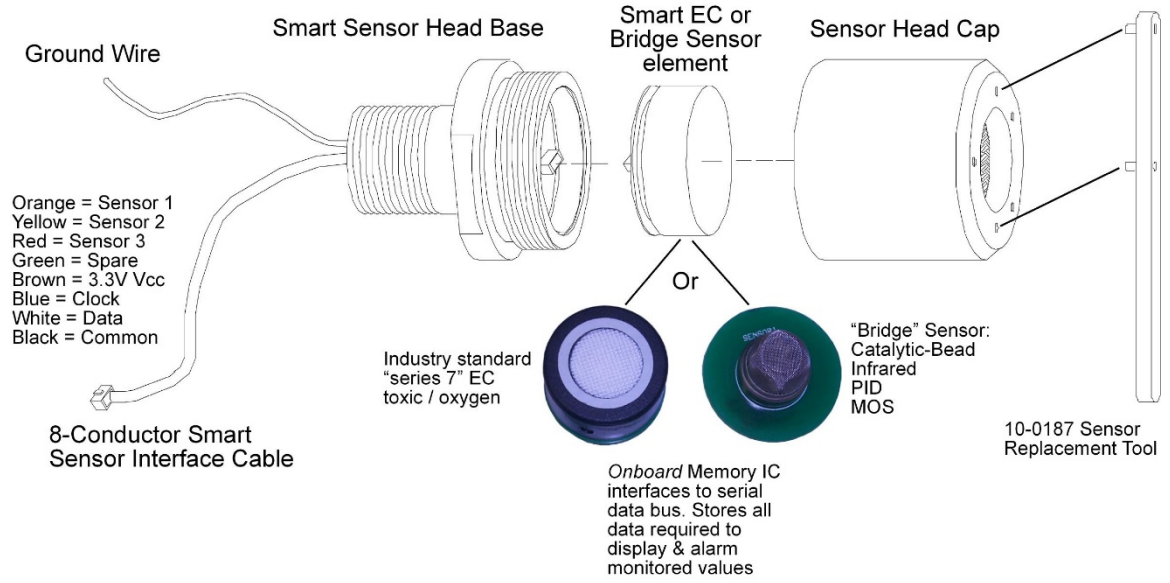 Ground Wire
Smart Sensor Head Base
Smart EC or
Bridge Sensor
element
Sensor Head Cap
Orange = Sensor 1
Yellow = Sensor 2
Red = Sensor 3
Green = Spare
Brown = 3.3V Vcc
Blue = Clock
White = Data
Black = Common
8-Conductor Smart
Sensor Interface Cable
Or
Industry standard
“series 7” EC
toxic / oxygen
“Bridge” Sensor:
Catalytic-Bead
Infrared
PID
MOS
Onboard Memory IC
interfaces to serial
data bus. Stores all
data required to
display & alarm
monitored values
10-0187 Sensor
Replacement Tool